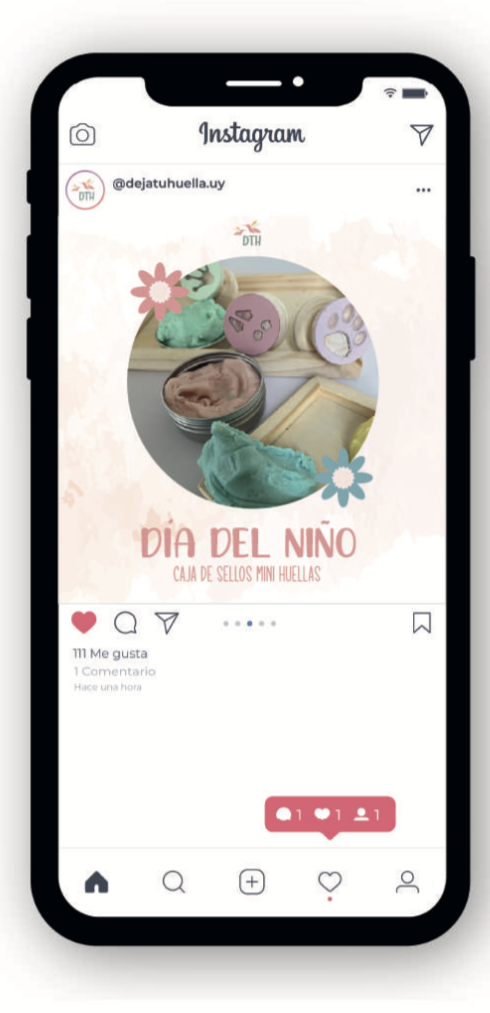 Instagram
DTH
@dejatuhuella.uy
DTH
DÍA DEL NIÑO
CAJA DE SELLOS MINI HUELLAS
111 Me gusta
1 Comentario
Hace una hora
1 1 1